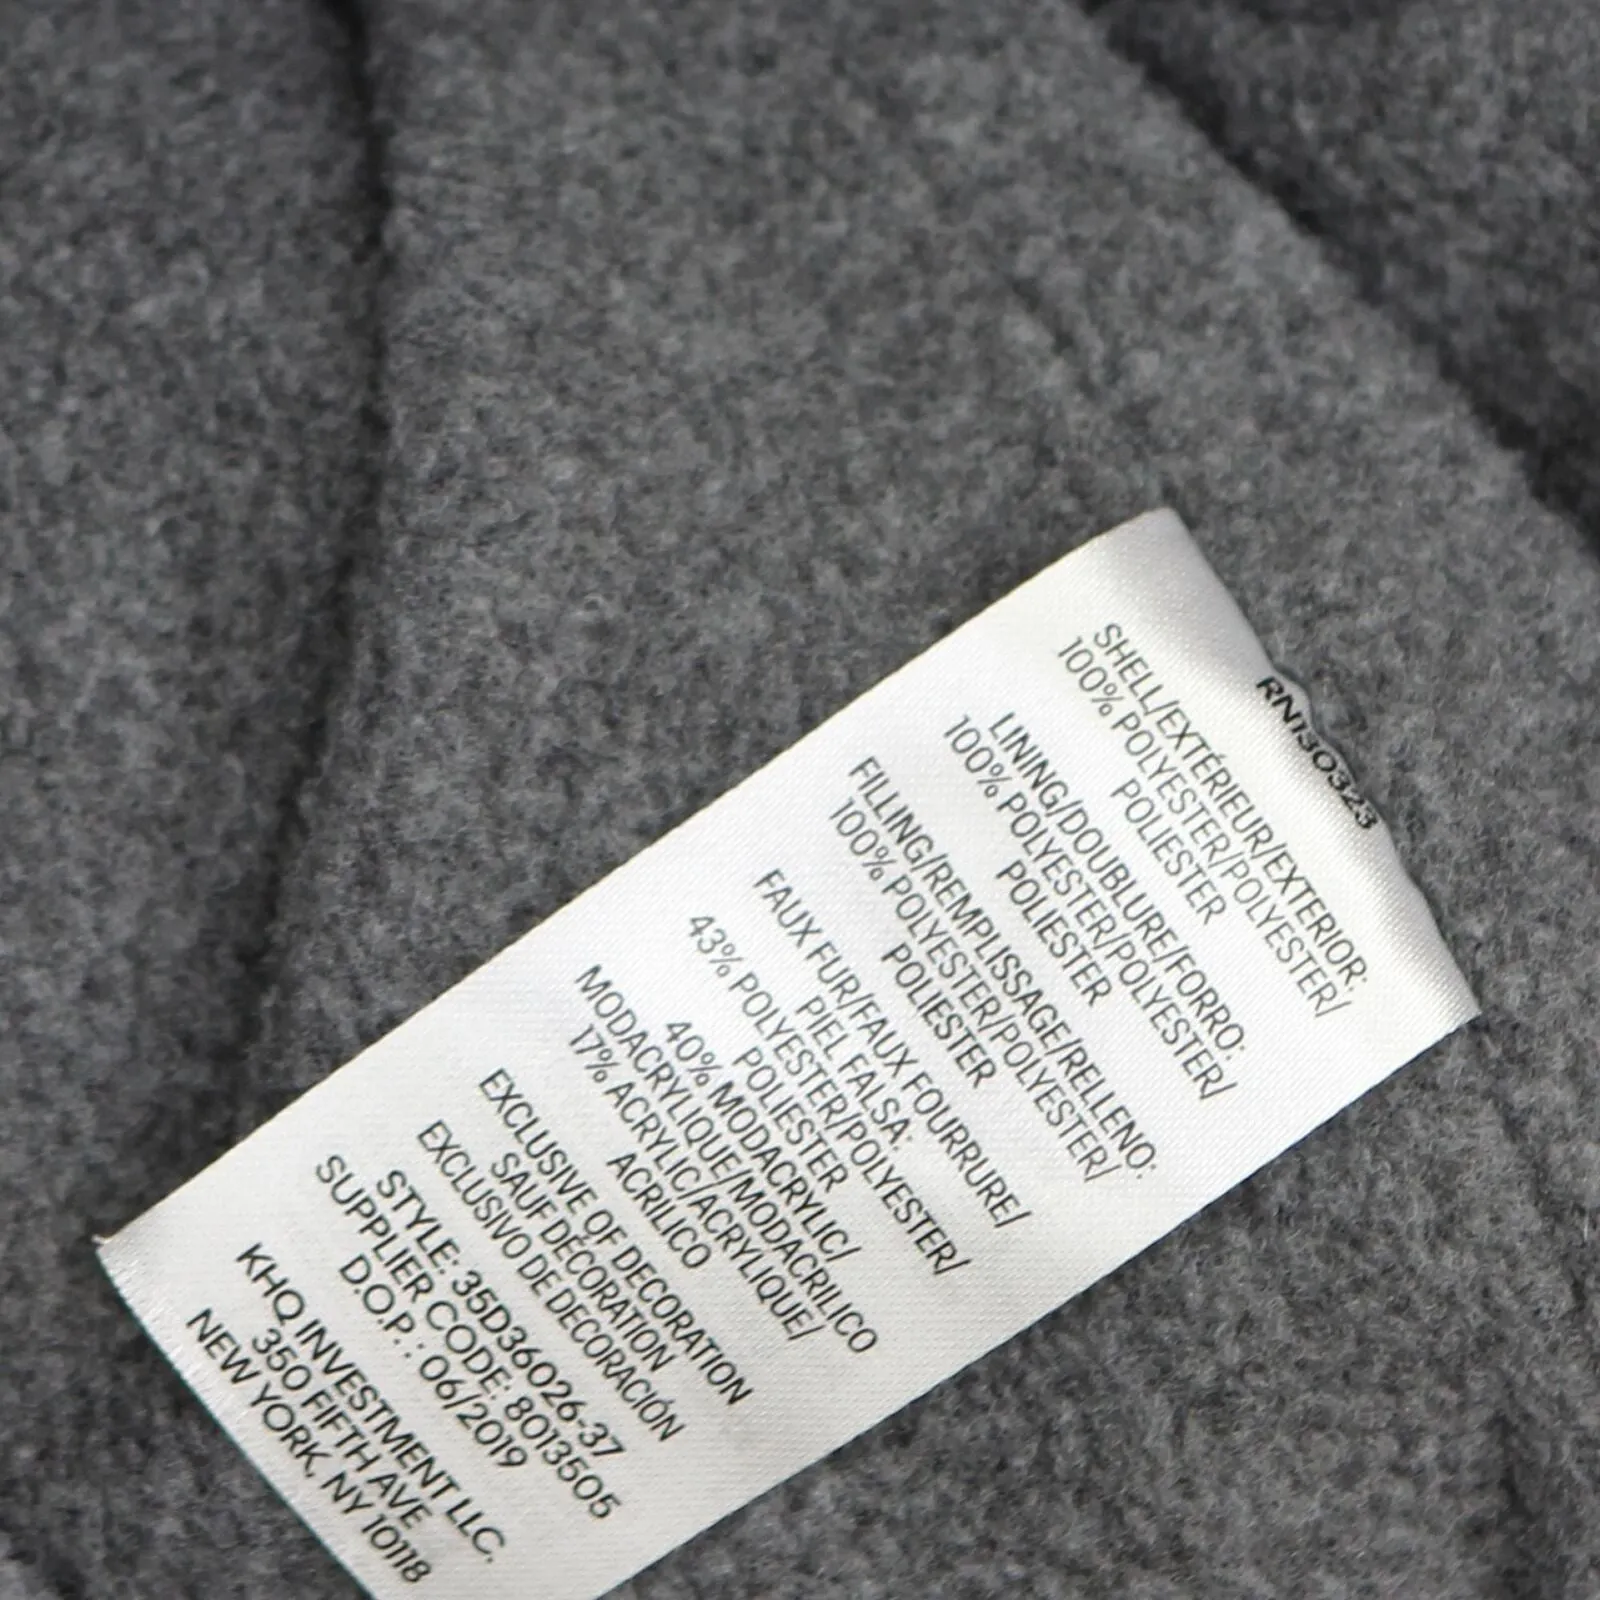 RN130323
SHELL/EXTÉRIEUR/EXTERIOR:
100% POLYESTER/POLYESTER/
POLIESTER
LINING/DOUBLURE/FORRO:
100% POLYESTER/POLYESTER/
POLIESTER
FILLING/REMPLISSAGE/RELLENO:
100% POLYESTER/POLYESTER/
POLIESTER
FAUX FUR/FAUX FOURRURE/
PIEL FALSA:
43% POLYESTER/POLYESTER/
POLIESTER
40% MODACRYLIC/
MODACRYLIQUE/MODACRILICO
17% ACRYLIC/ACRYLIQUE/
ACRILICO
EXCLUSIVE OF DECORATION
SAUF DÉCORATION
EXCLUSIVO DE DECORACIÓN
STYLE: 35D36026-37
SUPPLIER CODE: 8013505
D.O.P. : 06/2019
KHQ INVESTMENT LLC.
350 FIFTH AVE
NEW YORK, NY 10118